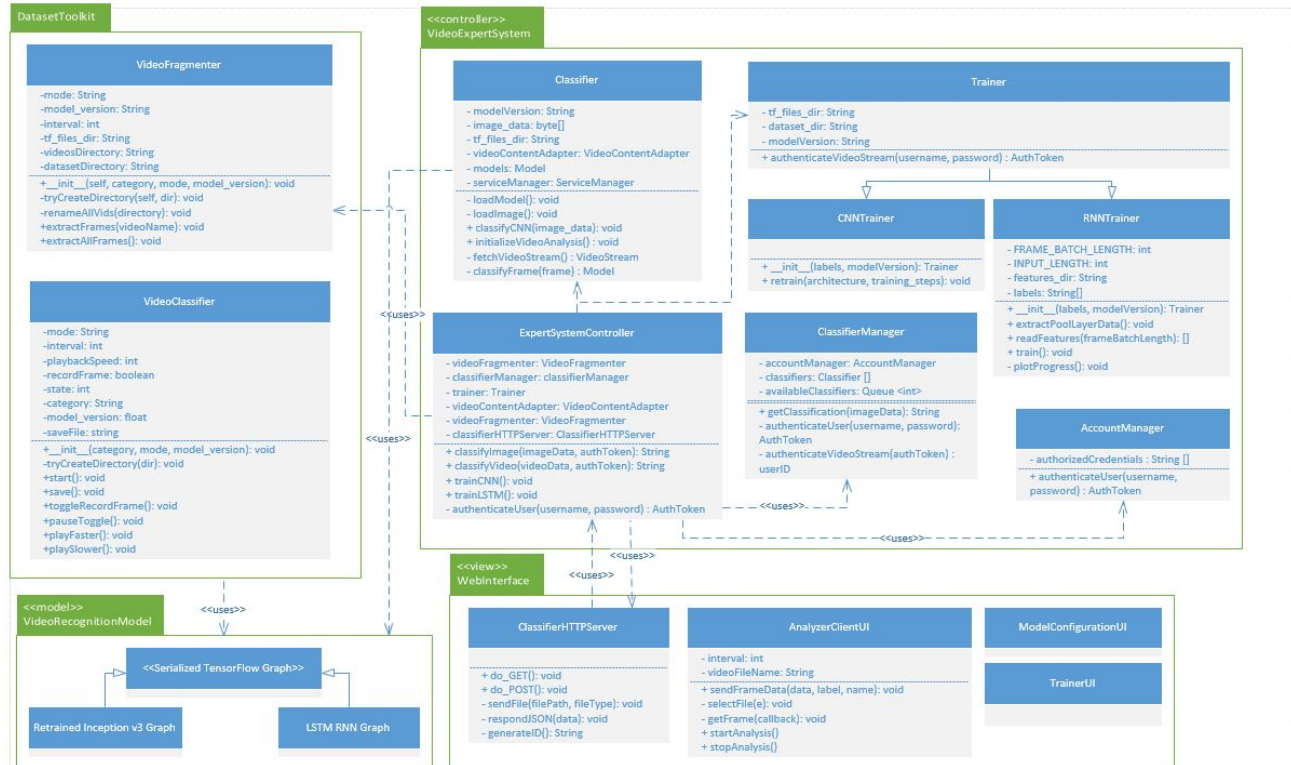 DatasetToolkit
VideoFragmenter
-mode: String
-model_version: String
-interval: int
-tf_files_dir: String
-videosDirectory: String
-datasetDirectory: String
+__init__(self, category, mode, model_version): void
-tryCreateDirectory(self, dir): void
-renameAllVids(directory): void
+extractFrames(videoName): void
+extractAllFrames(): void
VideoClassifier
-mode: String
-interval: int
-playbackSpeed: int
-recordFrame: boolean
-state: int
-category: String
-model_version: float
-saveFile: string
+__init__(category, mode, model_version): void
-tryCreateDirectory(dir): void
+start(): void
+save(): void
+toggleRecordFrame(): void
+pauseToggle(): void
+playFaster(): void
+playSlower(): void
<<uses>>
<<model>>
VideoRecognitionModel
<<Serialized TensorFlow Graph>>
Retrained Inception v3 Graph
LSTM RNN Graph
<<controller>>
VideoExpertSystem
Classifier
- modelVersion: String
- image_data: byte[]
- tf_files_dir: String
- videoContentAdapter: VideoContentAdapter
- models: Model
- serviceManager: ServiceManager
- loadModel(): void
- loadImage(): void
+ classifyCNN(image_data): void
+ initializeVideoAnalysis() : void
- fetchVideoStream() : VideoStream
- classifyFrame(frame) : Model
Trainer
- tf_files_dir : String
- dataset_dir: String
- modelVersion: String
+ authenticateVideoStream(username, password) : AuthToken
CNNTrainer
+ __init__(labels, modelVersion): Trainer
+ retrain(architecture, training_steps): void
RNNTrainer
- FRAME_BATCH_LENGTH: int
- INPUT_LENGTH: int
- features_dir: String
- labels: String[]
+ __init__(labels, modelVersion): Trainer
+ extractPoolLayerData(): void
+ readFeatures(frameBatchLength): []
+ train(): void
- plotProgress(): void
<<uses>>
<<uses>>
ExpertSystemController
- videoFragmenter: VideoFragmenter
- classifierManager: classifierManager
- trainer: Trainer
- videoContentAdapter: VideoContentAdapter
- videoFragmenter: VideoFragmenter
- classifierHTTPServer: ClassifierHTTPServer
+ classifyImage(imageData, authToken): String
+ classifyVideo(videoData, authToken): String
+ trainCNN(): void
+ trainLSTM(): void
- authenticateUser(username, password) : AuthToken
ClassifierManager
- accountManager: AccountManager
- classifiers: Classifier []
- availableClassifiers: Queue <int>
+ getClassification(imageData): String
- authenticateUser(username, password):
AuthToken
- authenticateVideoStream(authToken) :
userID
AccountManager
- authorizedCredentials : String []
+ authenticateUser(username,
password) : AuthToken
<<uses>>
<<uses>>
<<uses>>
<<uses>>
<<view>>
WebInterface
ClassifierHTTPServer
+ do_GET(): void
+ do_POST(): void
- sendFile(filePath, fileType): void
- respondJSON(data): void
- generateID(): String
AnalyzerClientUI
- interval: int
- videoFileName: String
+ sendFrameData(data, label, name): void
- selectFile(e): void
- getFrame(callback): void
+ startAnalysis()
+ stopAnalysis()
ModelConfigurationUI
TrainerUI